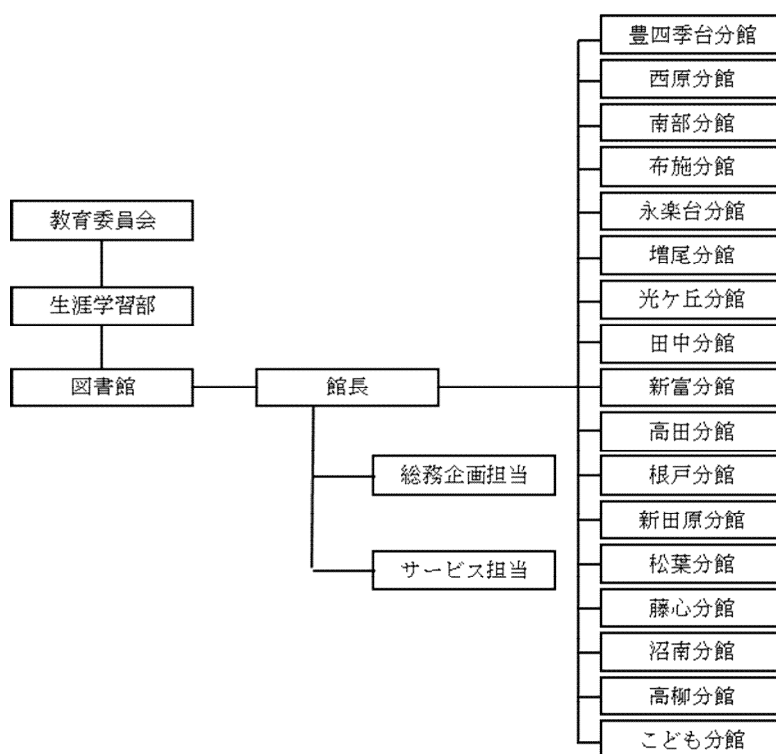 教育委員会
生涯学習部
図書館
館長
総務企画担当
サービス担当
豊四季台分館
西原分館
南部分館
布施分館
永楽台分館
増尾分館
光ケ丘分館
田中分館
新富分館
高田分館
根戸分館
新田原分館
松葉分館
藤心分館
沼南分館
高柳分館
こども分館